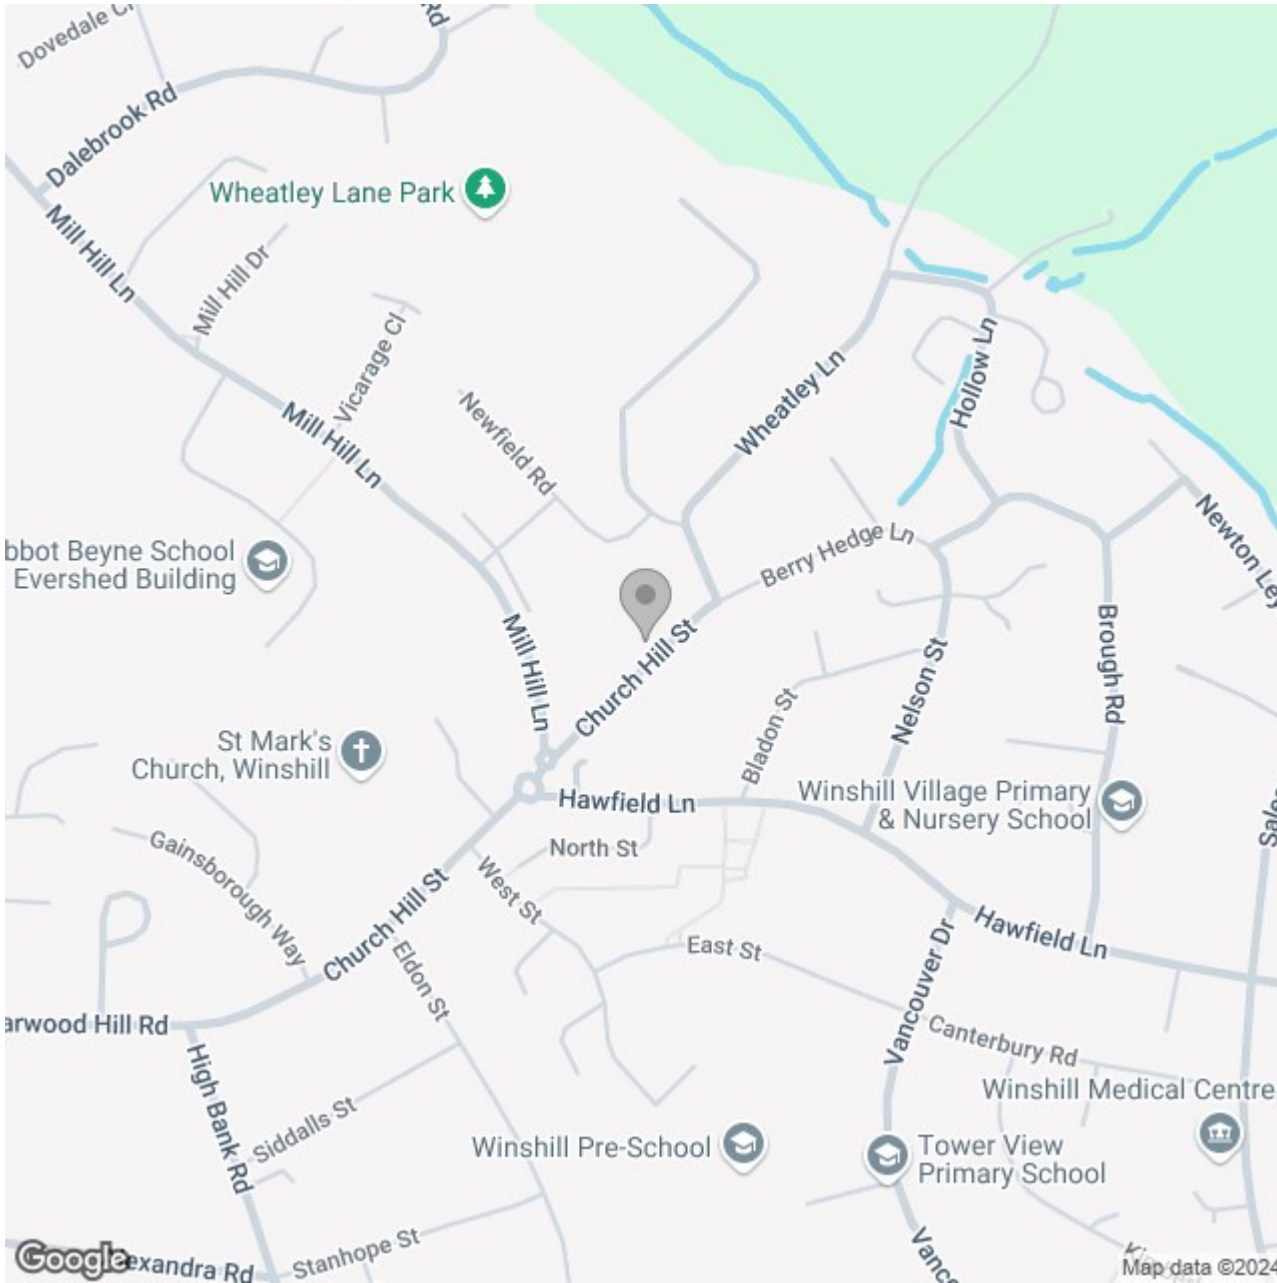 Dovedale Cl
Rd
Dalebrook Rd
Wheatley Lane Park
Mill Hill Ln
Mill Hill Dr
Vicarage Cl
Hollow Ln
Wheatley Ln
Newfield Rd
Mill Hill Ln
Newton Ley
bbot Beyne School
Evershed Building
Berry Hedge Ln
Church Hill St
Mill Hill Ln
Brough Rd
Nelson St
Bladon St
St Mark's
Church, Winshill
Winshill Village Primary
& Nursery School
Hawfield Ln
North St
Gainsborough Way
West St
Church Hill St
Hawfield Ln
East St
Eldon St
Vancouver Dr
arwood Hill Rd
Canterbury Rd
High Bank Rd
Siddalls St
Winshill Medical Centre
Winshill Pre-School
Tower View
Primary School
Stanhope St
Google
exandra Rd
Vanco
Map data ©2024